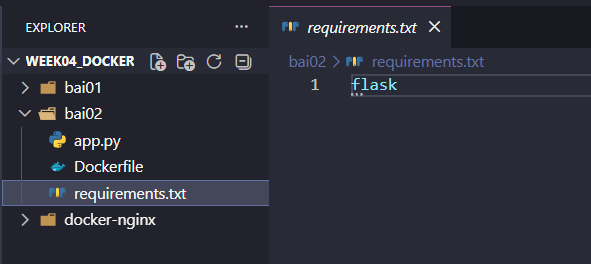 EXPLORER
WEEK04_DOCKER
bai01
bai02
app.py
Dockerfile
requirements.txt
docker-nginx
requirements.txt
bai02 > requirements.txt
1 flask